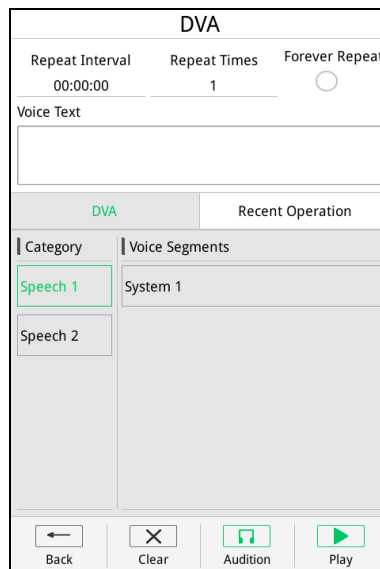 DVA
Repeat Interval Repeat Times Forever Repeat
00:00:00 1
Voice Text
DVA Recent Operation
Category Voice Segments
Speech 1 System 1
Speech 2
Back Clear Audition Play